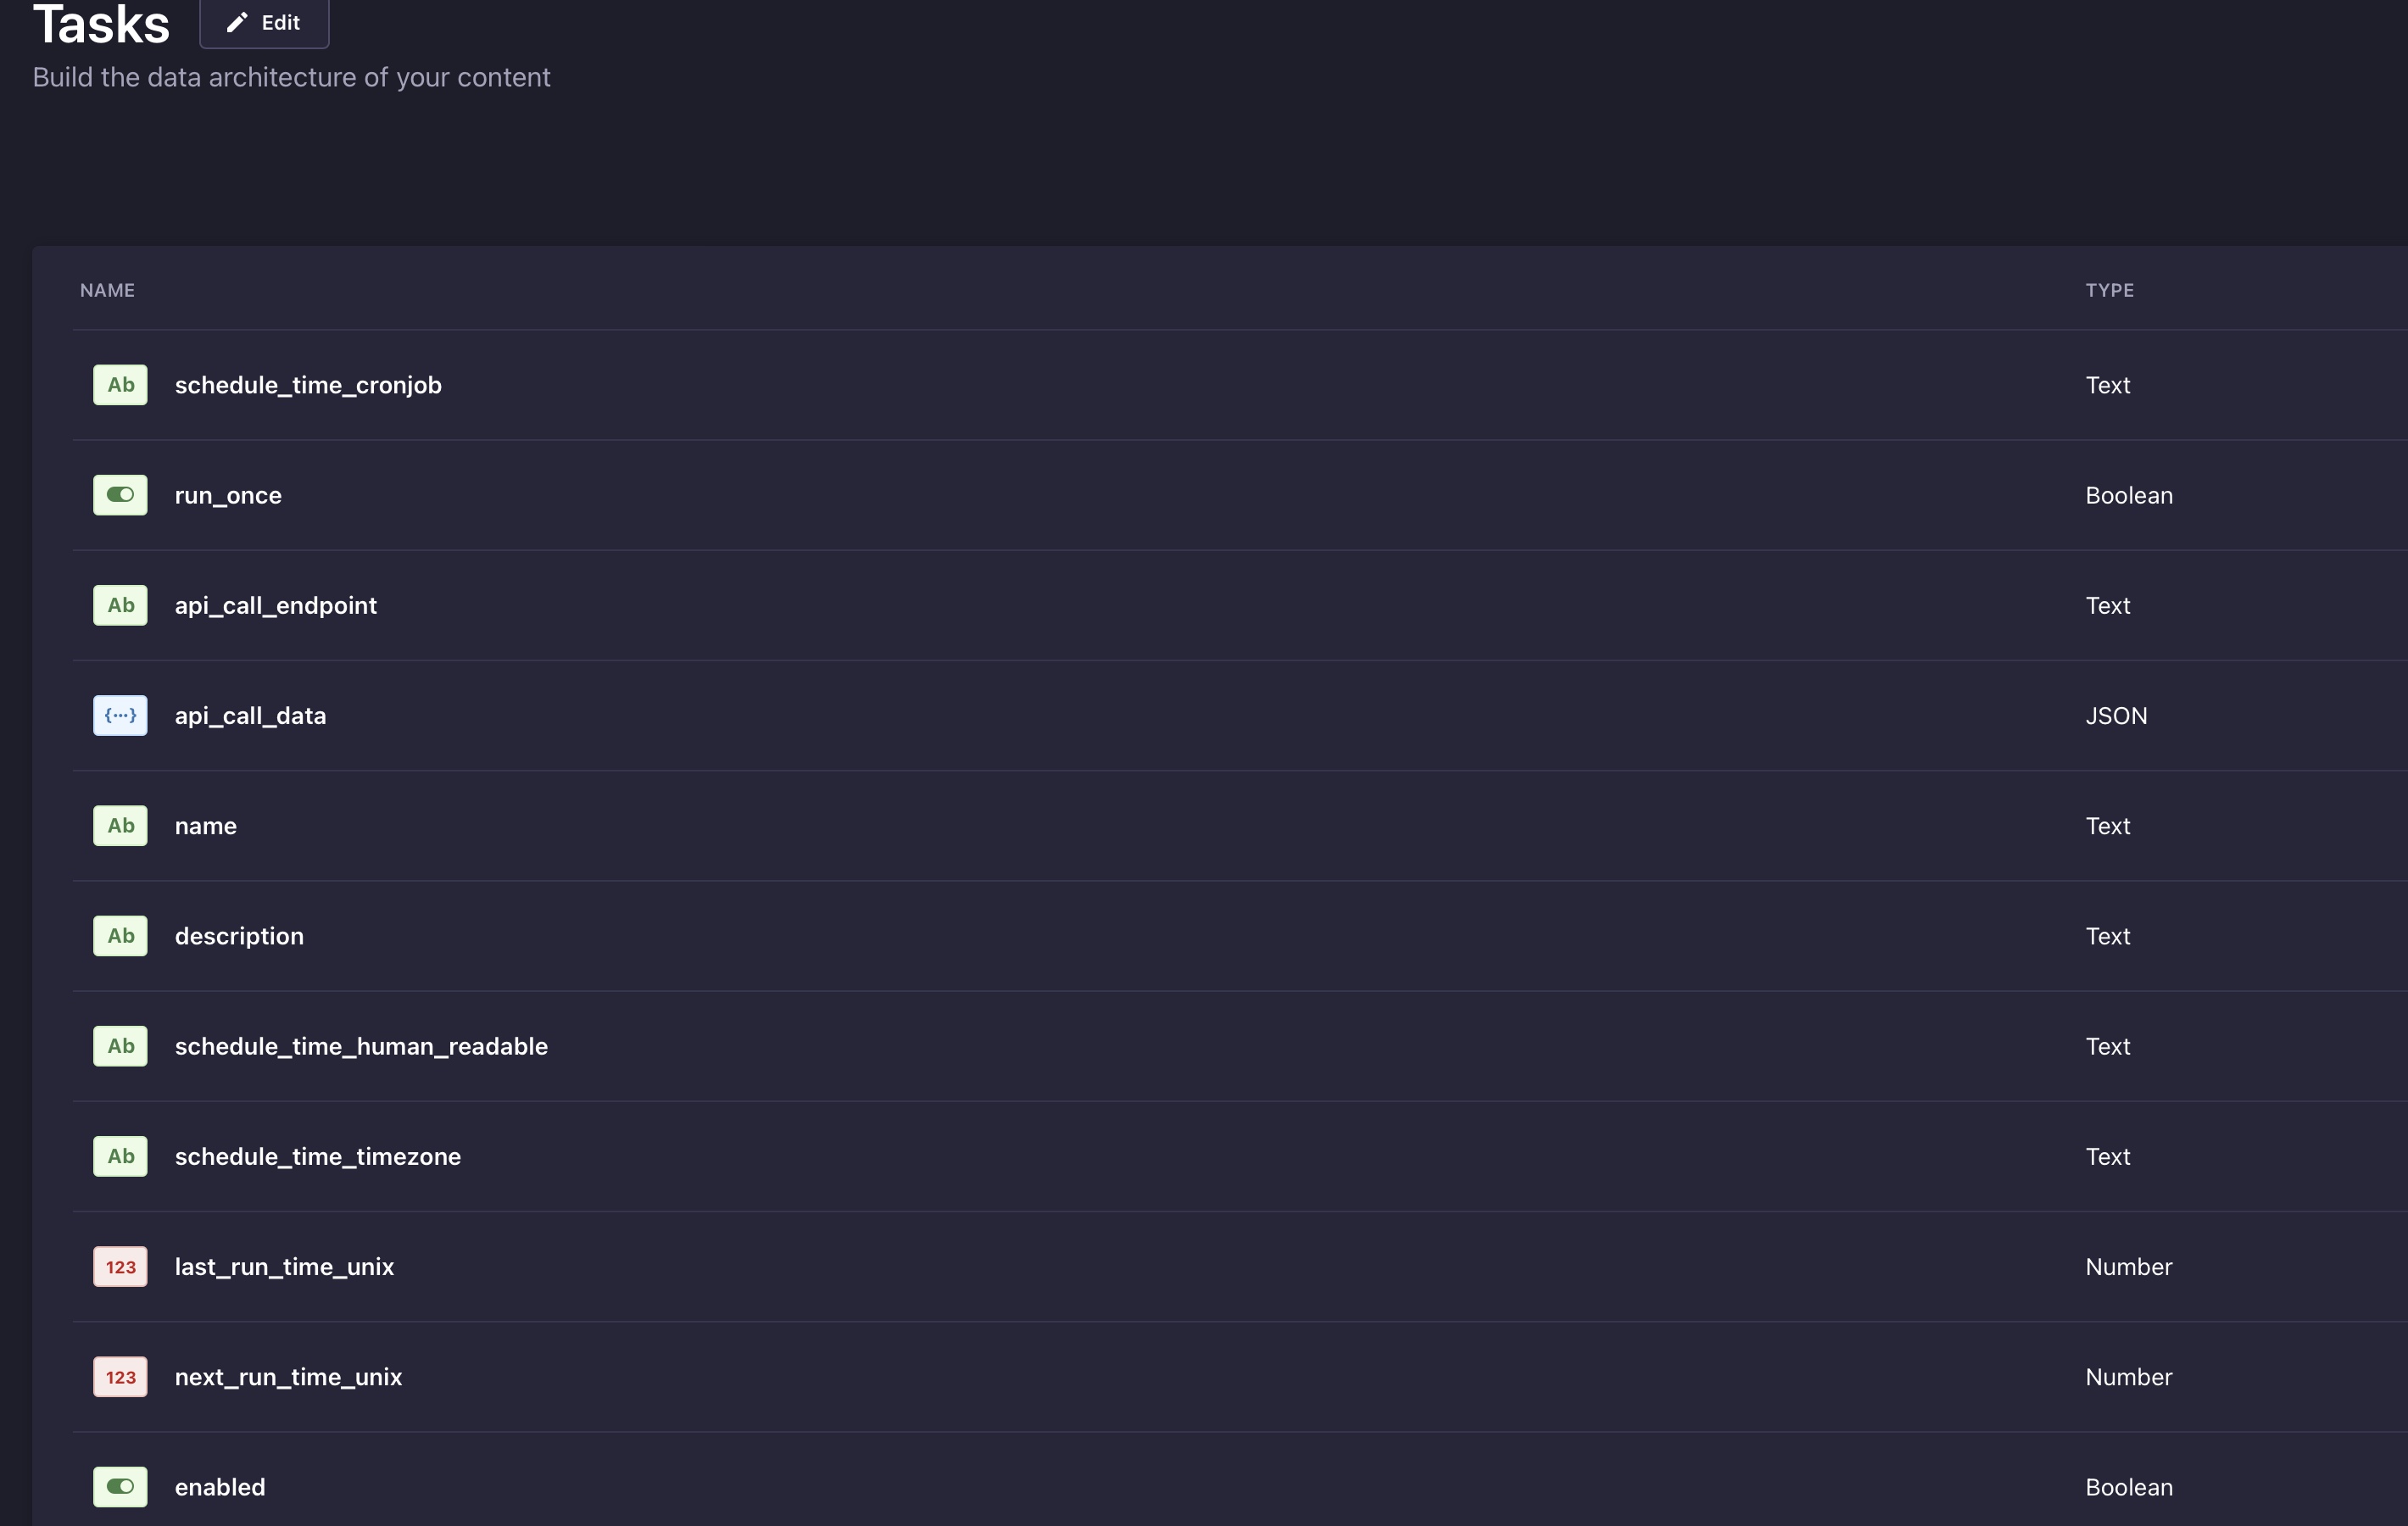 Tasks
Edit
Build the data architecture of your content
NAME TYPE
Ab schedule_time_cronjob Text
run_once Boolean
Ab api_call_endpoint Text
{···} api_call_data JSON
Ab name Text
Ab description Text
Ab schedule_time_human_readable Text
Ab schedule_time_timezone Text
123 last_run_time_unix Number
123 next_run_time_unix Number
enabled Boolean